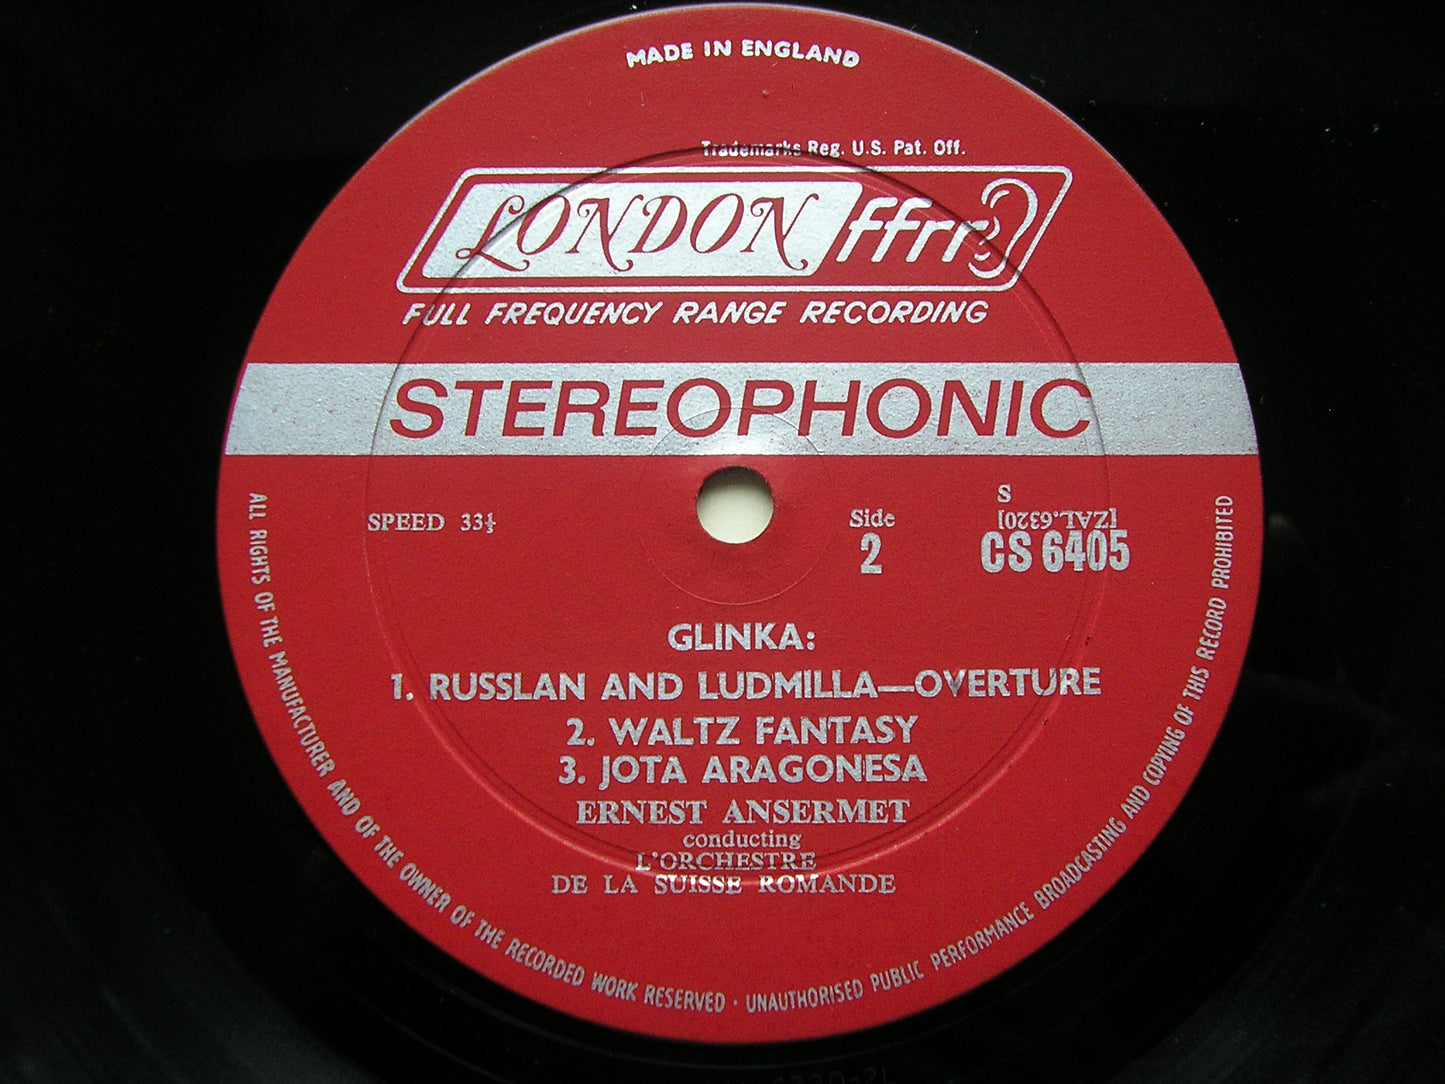 MADE IN ENGLAND
Trademarks Reg. U.S. Pat. Off.
LONDON ffrr
FULL FREQUENCY RANGE RECORDING
STEREOPHONIC
SPEED 33⅓
Side
2
S
[ZAL.6320]
CS 6405
GLINKA:
1. RUSSLAN AND LUDMILLA—OVERTURE
2. WALTZ FANTASY
3. JOTA ARAGONESA
ERNEST ANSERMET
conducting
L'ORCHESTRE
DE LA SUISSE ROMANDE
ALL RIGHTS OF THE MANUFACTURER AND OF THE OWNER OF THE RECORDED WORK RESERVED · UNAUTHORISED PUBLIC PERFORMANCE BROADCASTING AND COPYING OF THIS RECORD PROHIBITED